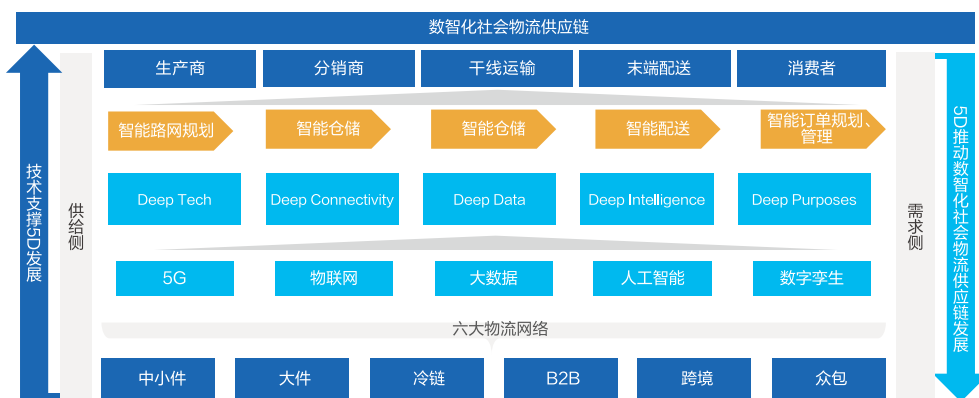 数智化社会物流供应链
生产商
分销商
干线运输
末端配送
消费者
智能路网规划
智能仓储
智能仓储
智能配送
智能订单规划、
管理
Deep Tech
Deep Connectivity
Deep Data
Deep Intelligence
Deep Purposes
5G
物联网
大数据
人工智能
数字孪生
六大物流网络
中小件
大件
冷链
B2B
跨境
众包
技术支撑5D发展
供给侧
需求侧
5D推动数智化社会物流供应链发展